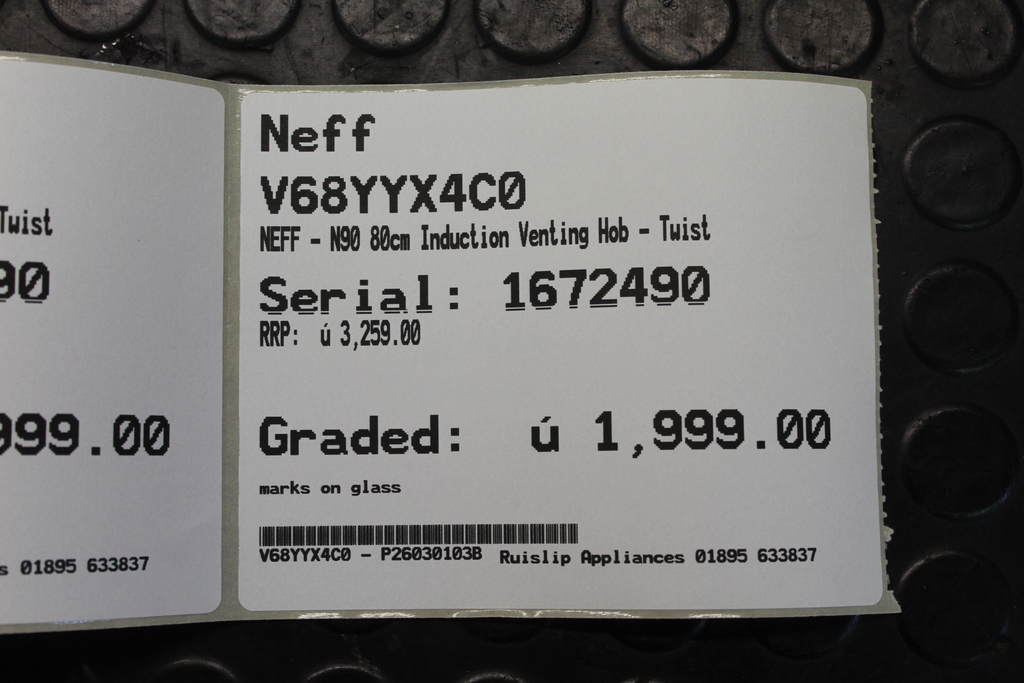 Twist
90
999.00
s 01895 633837
Neff
V68YYX4C0
NEFF - N90 80cm Induction Venting Hob - Twist
Serial: 1672490
RRP: ú 3,259.00
Graded: ú 1,999.00
marks on glass
V68YYX4C0 - P26030103B Ruislip Appliances 01895 633837